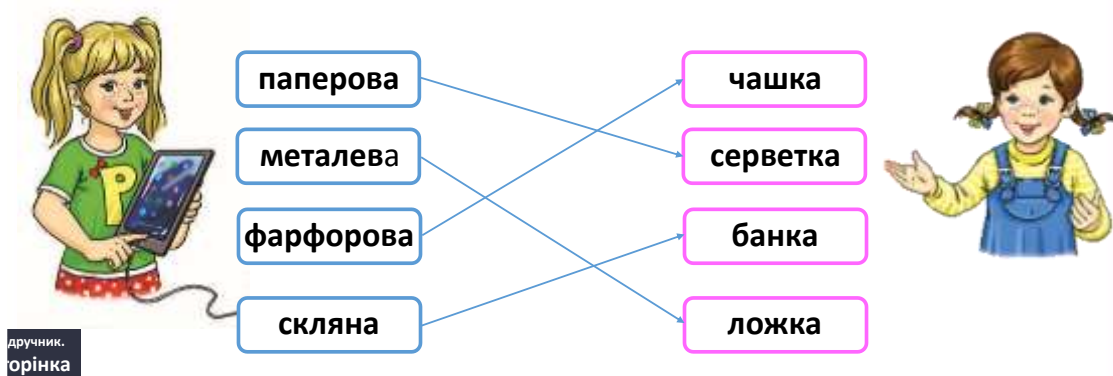 паперова
чашка
металева
серветка
фарфорова
банка
скляна
ложка
дручник.
орінка
P